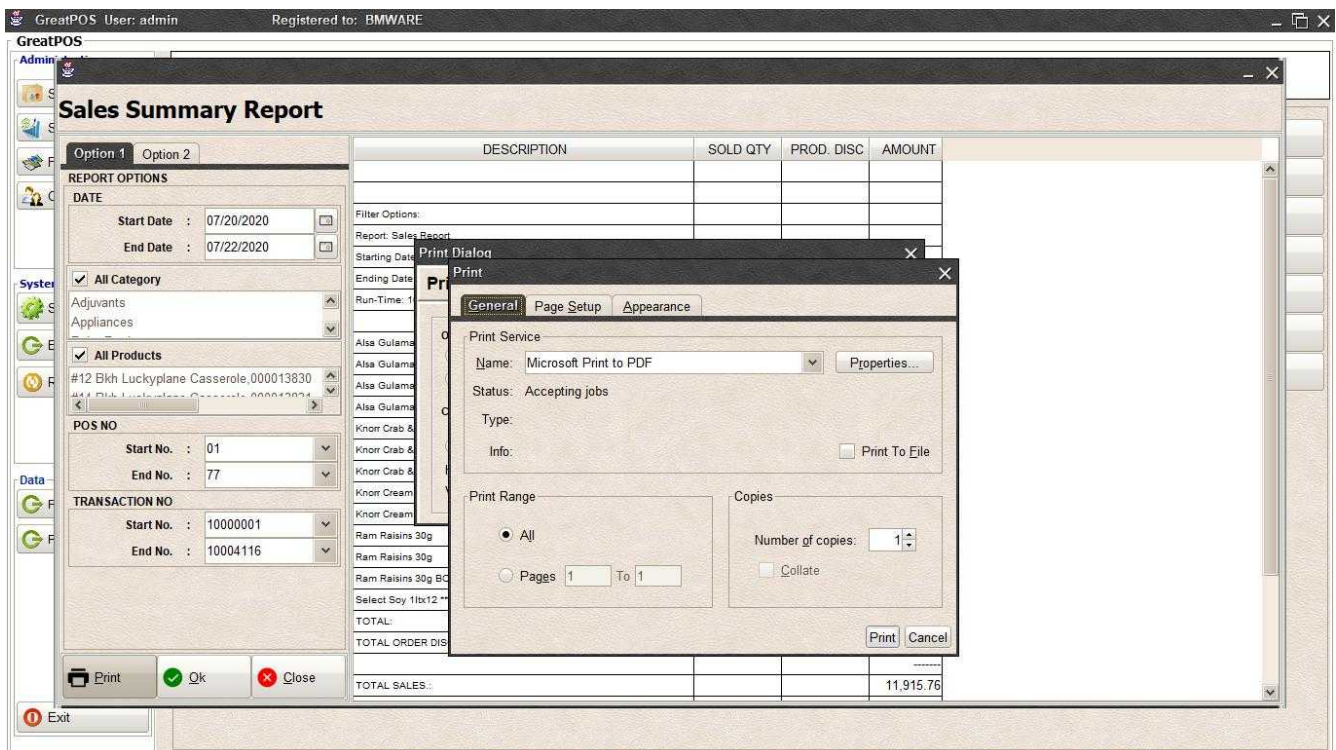 GreatPOS User: admin Registered to: BMWARE
GreatPOS
Sales Summary Report
Option 1 Option 2
REPORT OPTIONS
DATE
Start Date : 07/20/2020
End Date : 07/22/2020
All Category
Adjuvants
Appliances
All Products
#12 Bkh Luckyplane Casserole,000013830
POS NO
Start No. : 01
End No. : 77
TRANSACTION NO
Start No. : 10000001
End No. : 10004116
Print Ok Close
Exit
Data
DESCRIPTION SOLD QTY PROD. DISC AMOUNT
Filter Options:
Report: Sales Report
Starting Date
Ending Date
Run-Time:
Alsa Gulama
Alsa Gulama
Alsa Gulama
Alsa Gulama
Knorr Crab &
Knorr Crab &
Knorr Crab &
Knorr Cream
Knorr Cream
Ram Raisins 30g
Ram Raisins 30g
Ram Raisins 30g BO
Select Soy 1ltx12 **
TOTAL:
TOTAL ORDER DIS
-------
TOTAL SALES.: 11,915.76
Print Dialog
Print
General Page Setup Appearance
Print Service
Name: Microsoft Print to PDF Properties...
Status: Accepting jobs
Type:
Info: Print To File
Print Range
All
Pages 1 To 1
Copies
Number of copies: 1
Collate
Print Cancel